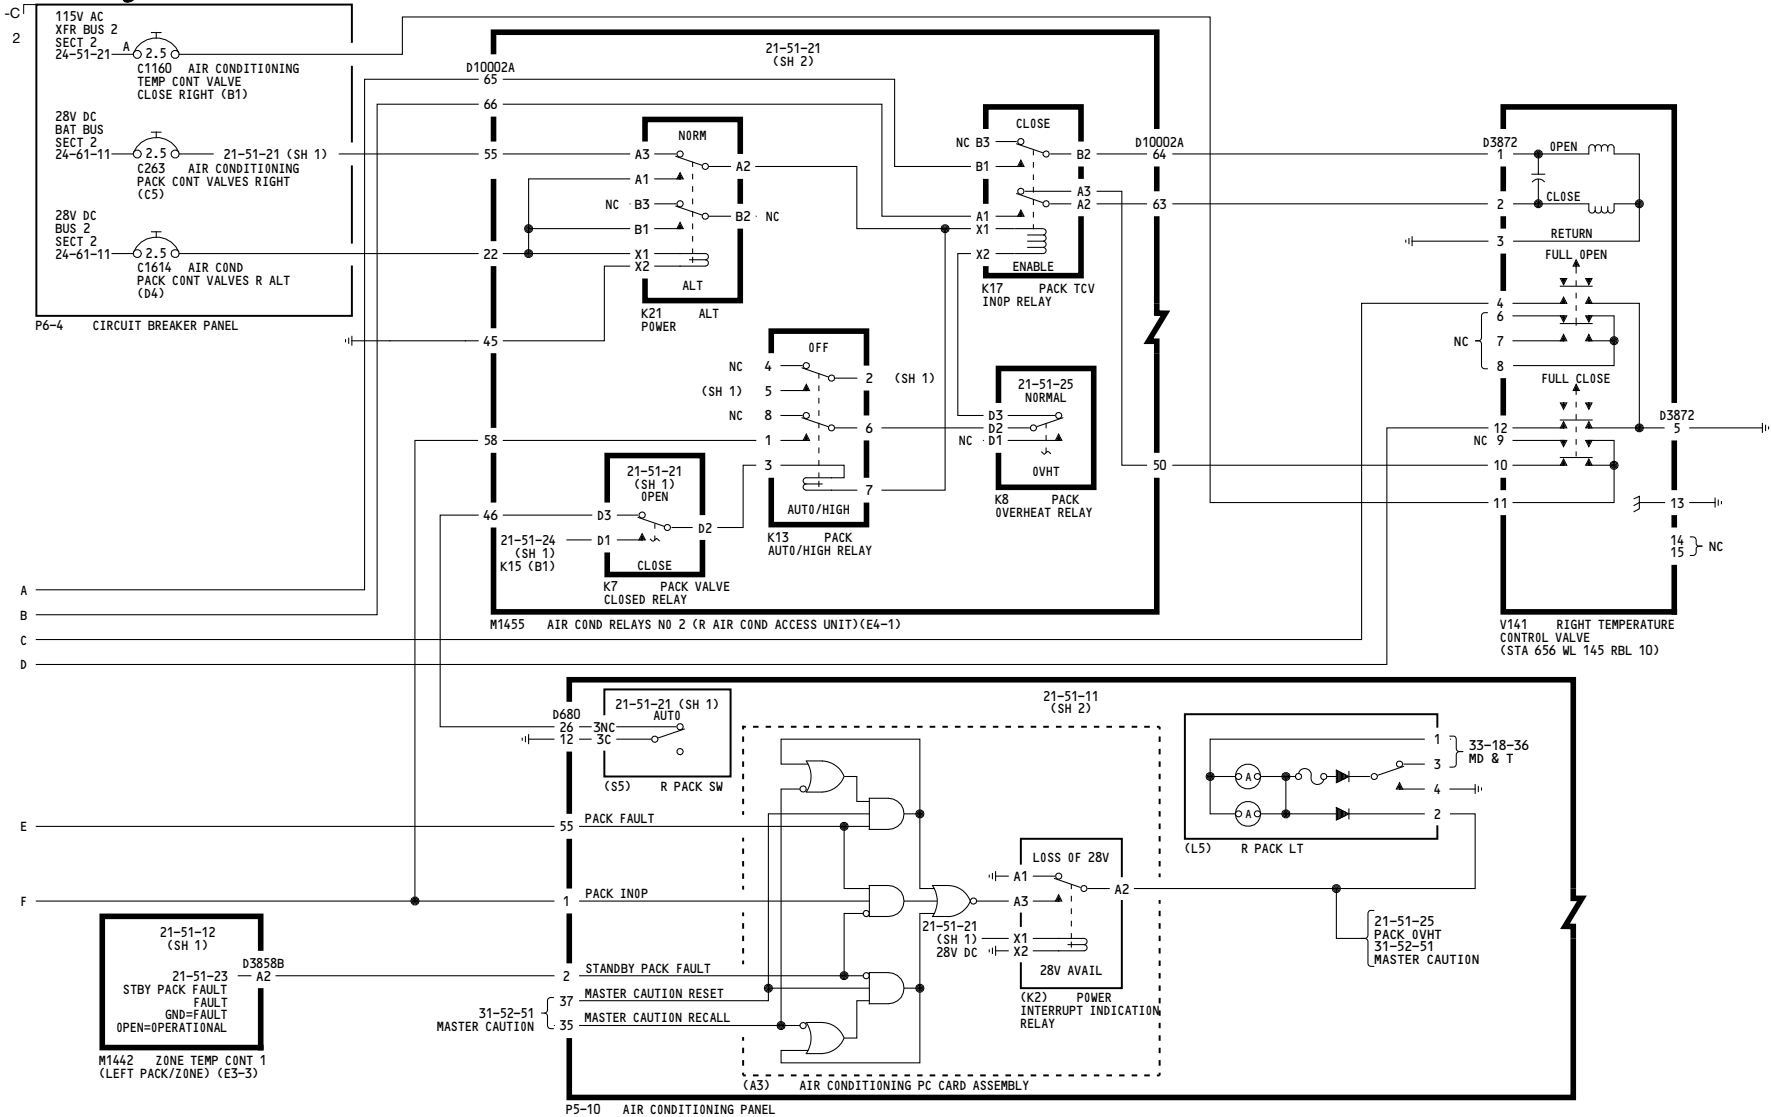 -C
2
115V AC
XFR BUS 2
SECT 2
24-51-21
A
2.5
C1160 AIR CONDITIONING
TEMP CONT VALVE
CLOSE RIGHT (B1)
28V DC
BAT BUS
SECT 2
24-61-11
2.5
21-51-21 (SH 1)
C263 AIR CONDITIONING
PACK CONT VALVES RIGHT
(C5)
28V DC
BUS 2
SECT 2
24-61-11
2.5
C1614 AIR COND
PACK CONT VALVES R ALT
(D4)
P6-4 CIRCUIT BREAKER PANEL
21-51-21
(SH 2)
D10002A
65
66
55
22
45
58
46
NORM
A3
A2
A1
NC B3
B2 NC
B1
X1
X2
ALT
K21 ALT
POWER
CLOSE
NC B3
B2
B1
A3
A2
A1
X1
X2
ENABLE
K17 PACK TCV
INOP RELAY
D10002A
64
63
50
OFF
NC 4
2 (SH 1)
(SH 1) 5
NC 8
6
1
3
7
AUTO/HIGH
K13 PACK
AUTO/HIGH RELAY
21-51-25
NORMAL
D3
D2
NC D1
OVHT
K8 PACK
OVERHEAT RELAY
21-51-21
(SH 1)
OPEN
D3
D2
D1
CLOSE
21-51-24
(SH 1)
K15 (B1)
K7 PACK VALVE
CLOSED RELAY
M1455 AIR COND RELAYS NO 2 (R AIR COND ACCESS UNIT)(E4-1)
D3872
1
OPEN
2
CLOSE
3
RETURN
FULL OPEN
4
6
NC
7
8
FULL CLOSE
12
NC 9
10
11
D3872
5
13
14
15
NC
V141 RIGHT TEMPERATURE
CONTROL VALVE
(STA 656 WL 145 RBL 10)
A
B
C
D
E
F
21-51-11
(SH 2)
D680
26
12
21-51-21 (SH 1)
AUTO
3NC
3C
(S5) R PACK SW
55 PACK FAULT
1 PACK INOP
2 STANDBY PACK FAULT
37 MASTER CAUTION RESET
35 MASTER CAUTION RECALL
31-52-51
MASTER CAUTION
21-51-12
(SH 1)
D3858B
21-51-23
A2
STBY PACK FAULT
FAULT
GND=FAULT
OPEN=OPERATIONAL
M1442 ZONE TEMP CONT 1
(LEFT PACK/ZONE) (E3-3)
LOSS OF 28V
A1
A2
A3
21-51-21
(SH 1)
28V DC
X1
X2
28V AVAIL
(K2) POWER
INTERRUPT INDICATION
RELAY
(A3) AIR CONDITIONING PC CARD ASSEMBLY
A
A
1
3
4
2
33-18-36
MD & T
(L5) R PACK LT
21-51-25
PACK OVHT
31-52-51
MASTER CAUTION
P5-10 AIR CONDITIONING PANEL